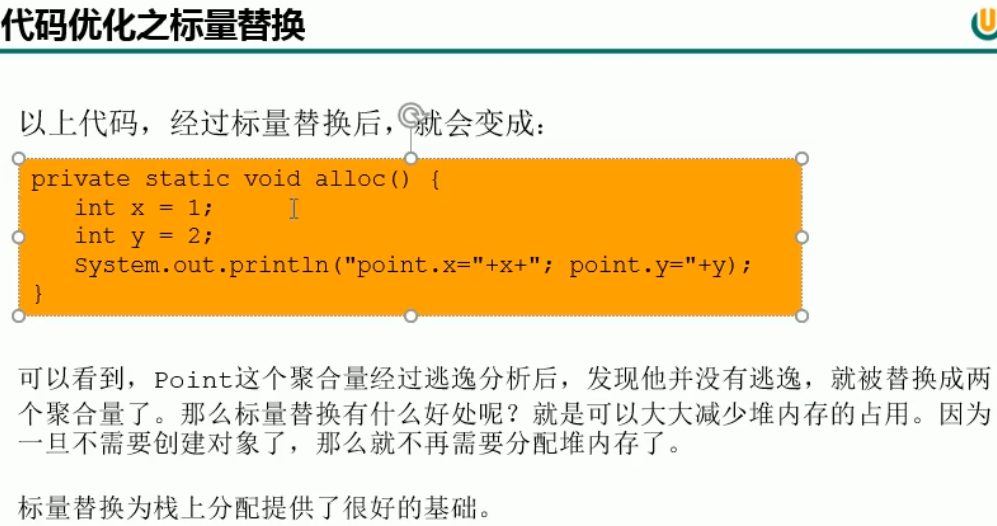 代码优化之标量替换
U
以上代码，经过标量替换后，就会变成：
private static void alloc() {
   int x = 1;
   int y = 2;
   System.out.println("point.x="+x+"; point.y="+y);
}
可以看到，Point这个聚合量经过逃逸分析后，发现他并没有逃逸，就被替换成两
个聚合量了。那么标量替换有什么好处呢？就是可以大大减少堆内存的占用。因为
一旦不需要创建对象了，那么就不再需要分配堆内存了。
标量替换为栈上分配提供了很好的基础。